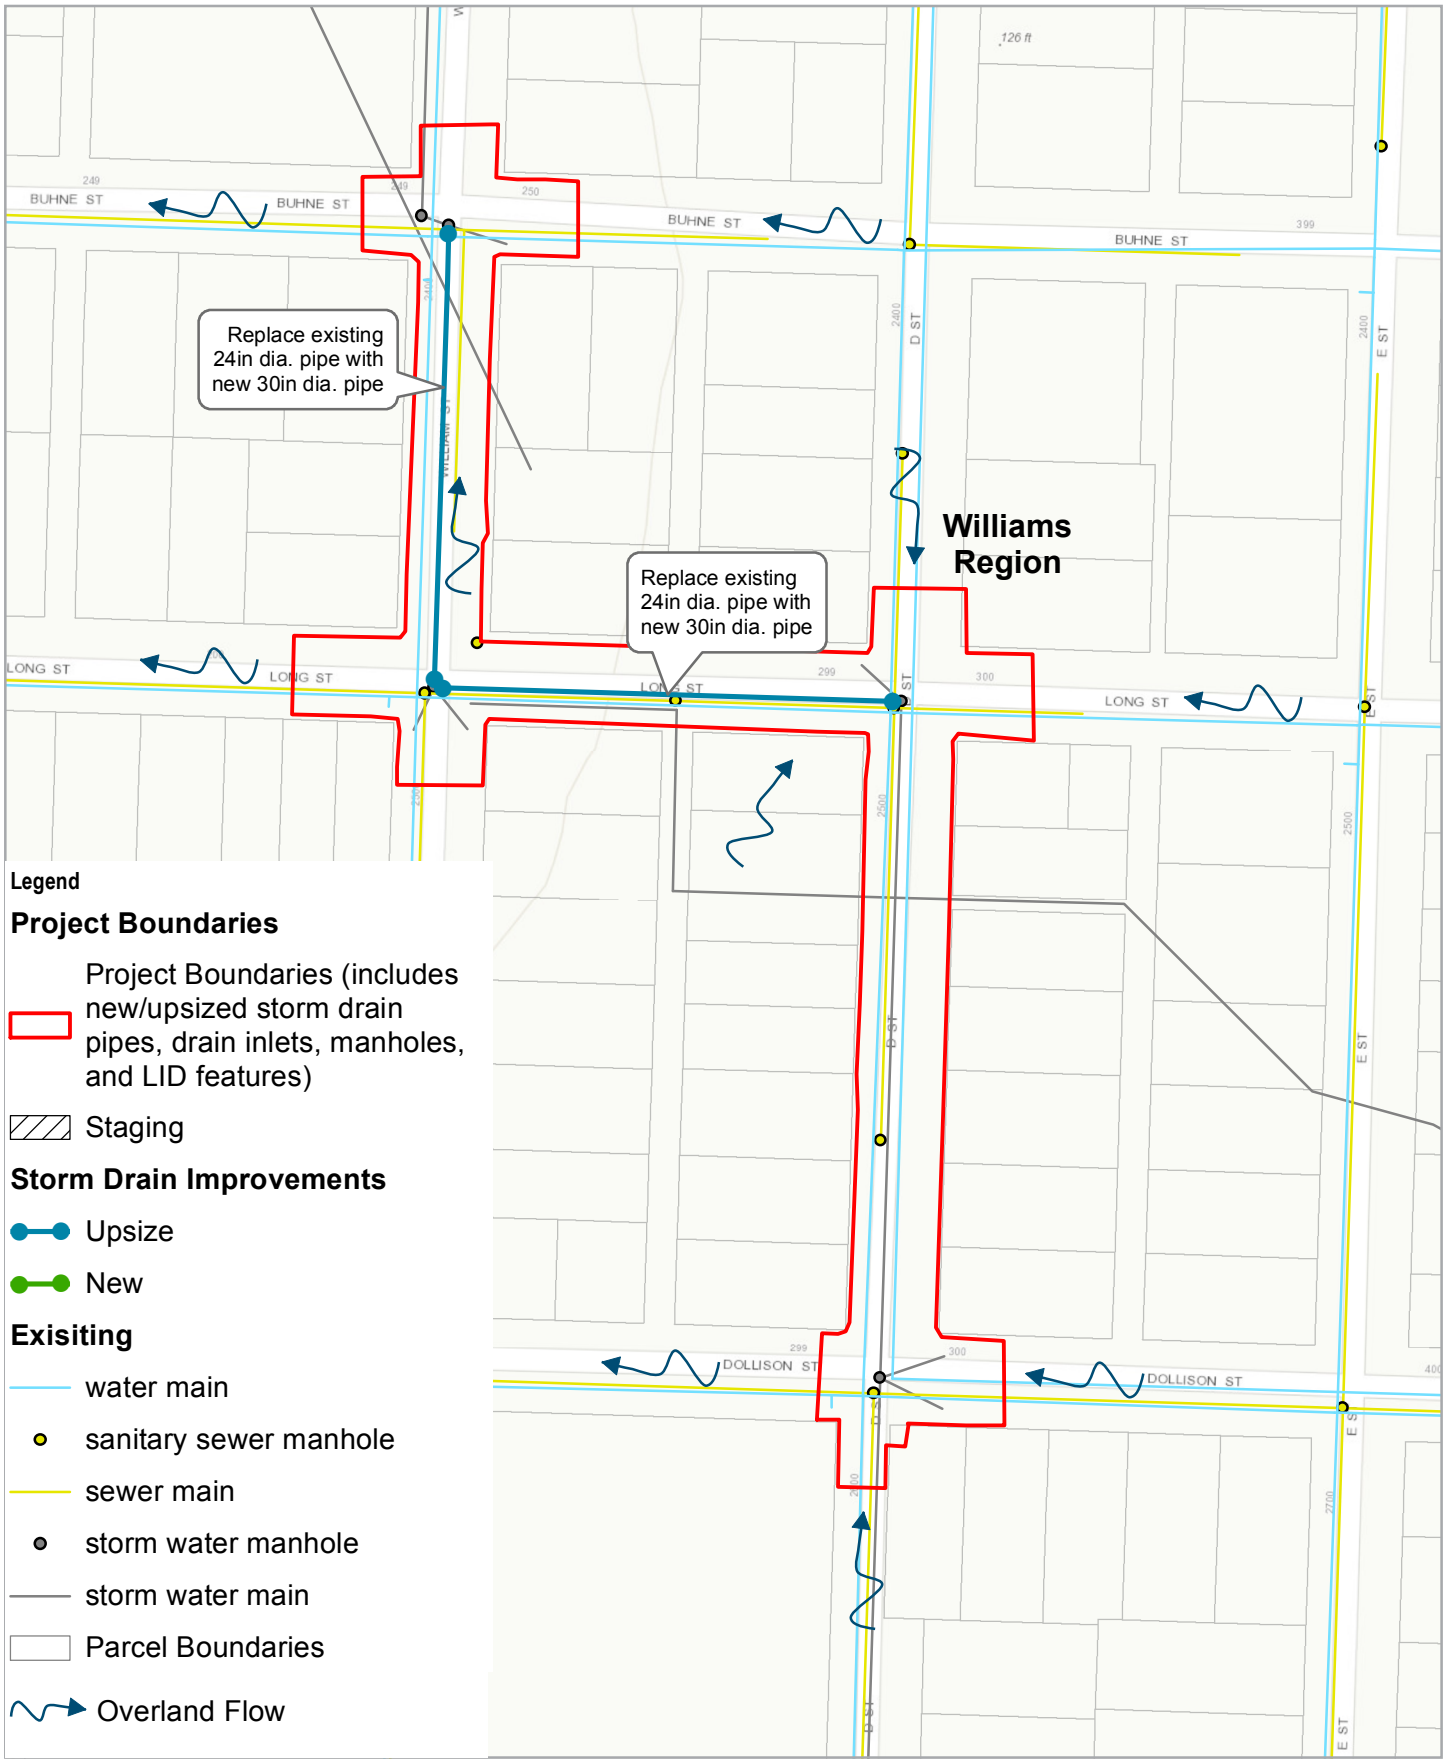 W
126 ft
249
249
250
BUHNE ST
BUHNE ST
BUHNE ST
BUHNE ST
399
2400
2400
D ST
2400
E ST
Replace existing
24in dia. pipe with
new 30in dia. pipe
WILLIAM ST
Williams
Region
Replace existing
24in dia. pipe with
new 30in dia. pipe
LONG ST
LONG ST
LONG ST
299
D ST
300
LONG ST
E ST
2500
2500
Legend
Project Boundaries
Project Boundaries (includes
new/upsized storm drain
pipes, drain inlets, manholes,
and LID features)
Staging
Storm Drain Improvements
Upsize
New
Exisiting
water main
sanitary sewer manhole
sewer main
storm water manhole
storm water main
Parcel Boundaries
Overland Flow
D ST
E ST
299
DOLLISON ST
300
DOLLISON ST
400
D S
E S
2700
D ST
E ST